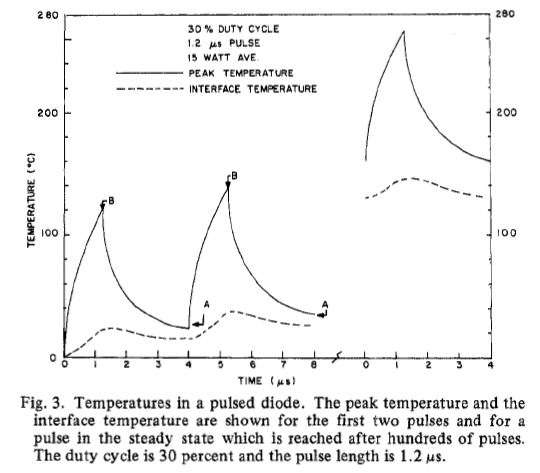 280
280
30 % DUTY CYCLE
1.2 μs PULSE
15 WATT AVE.
PEAK TEMPERATURE
INTERFACE TEMPERATURE
200
200
TEMPERATURE (°C)
B
B
100
100
A
A
0
0 1 2 3 4 5 6 7 8 0 1 2 3 4
TIME (μs)
Fig. 3. Temperatures in a pulsed diode. The peak temperature and the
interface temperature are shown for the first two pulses and for a
pulse in the steady state which is reached after hundreds of pulses.
The duty cycle is 30 percent and the pulse length is 1.2 μs.